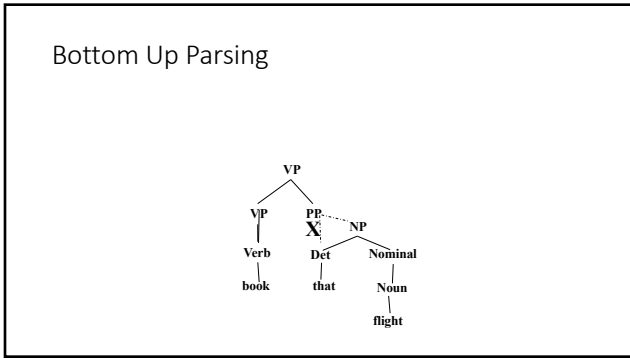 Bottom Up Parsing
VP
VP PP
X NP
Verb Det Nominal
book that Noun
flight